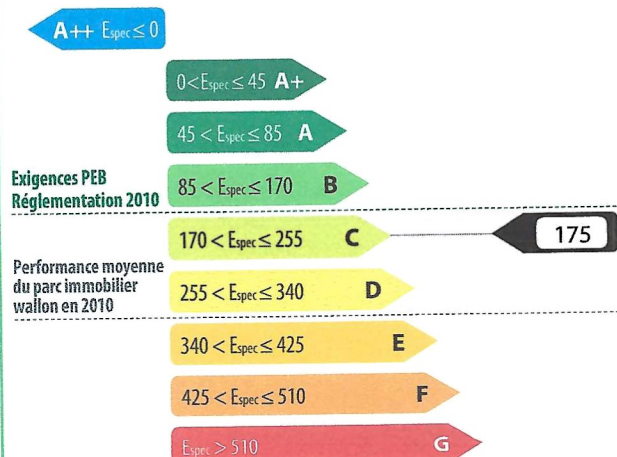 A++ Espec ≤ 0
0 < Espec ≤ 45 A+
45 < Espec ≤ 85 A
Exigences PEB
Réglementation 2010
85 < Espec ≤ 170 B
170 < Espec ≤ 255 C
175
Performance moyenne
du parc immobilier
wallon en 2010
255 < Espec ≤ 340 D
340 < Espec ≤ 425 E
425 < Espec ≤ 510 F
Espec > 510 G